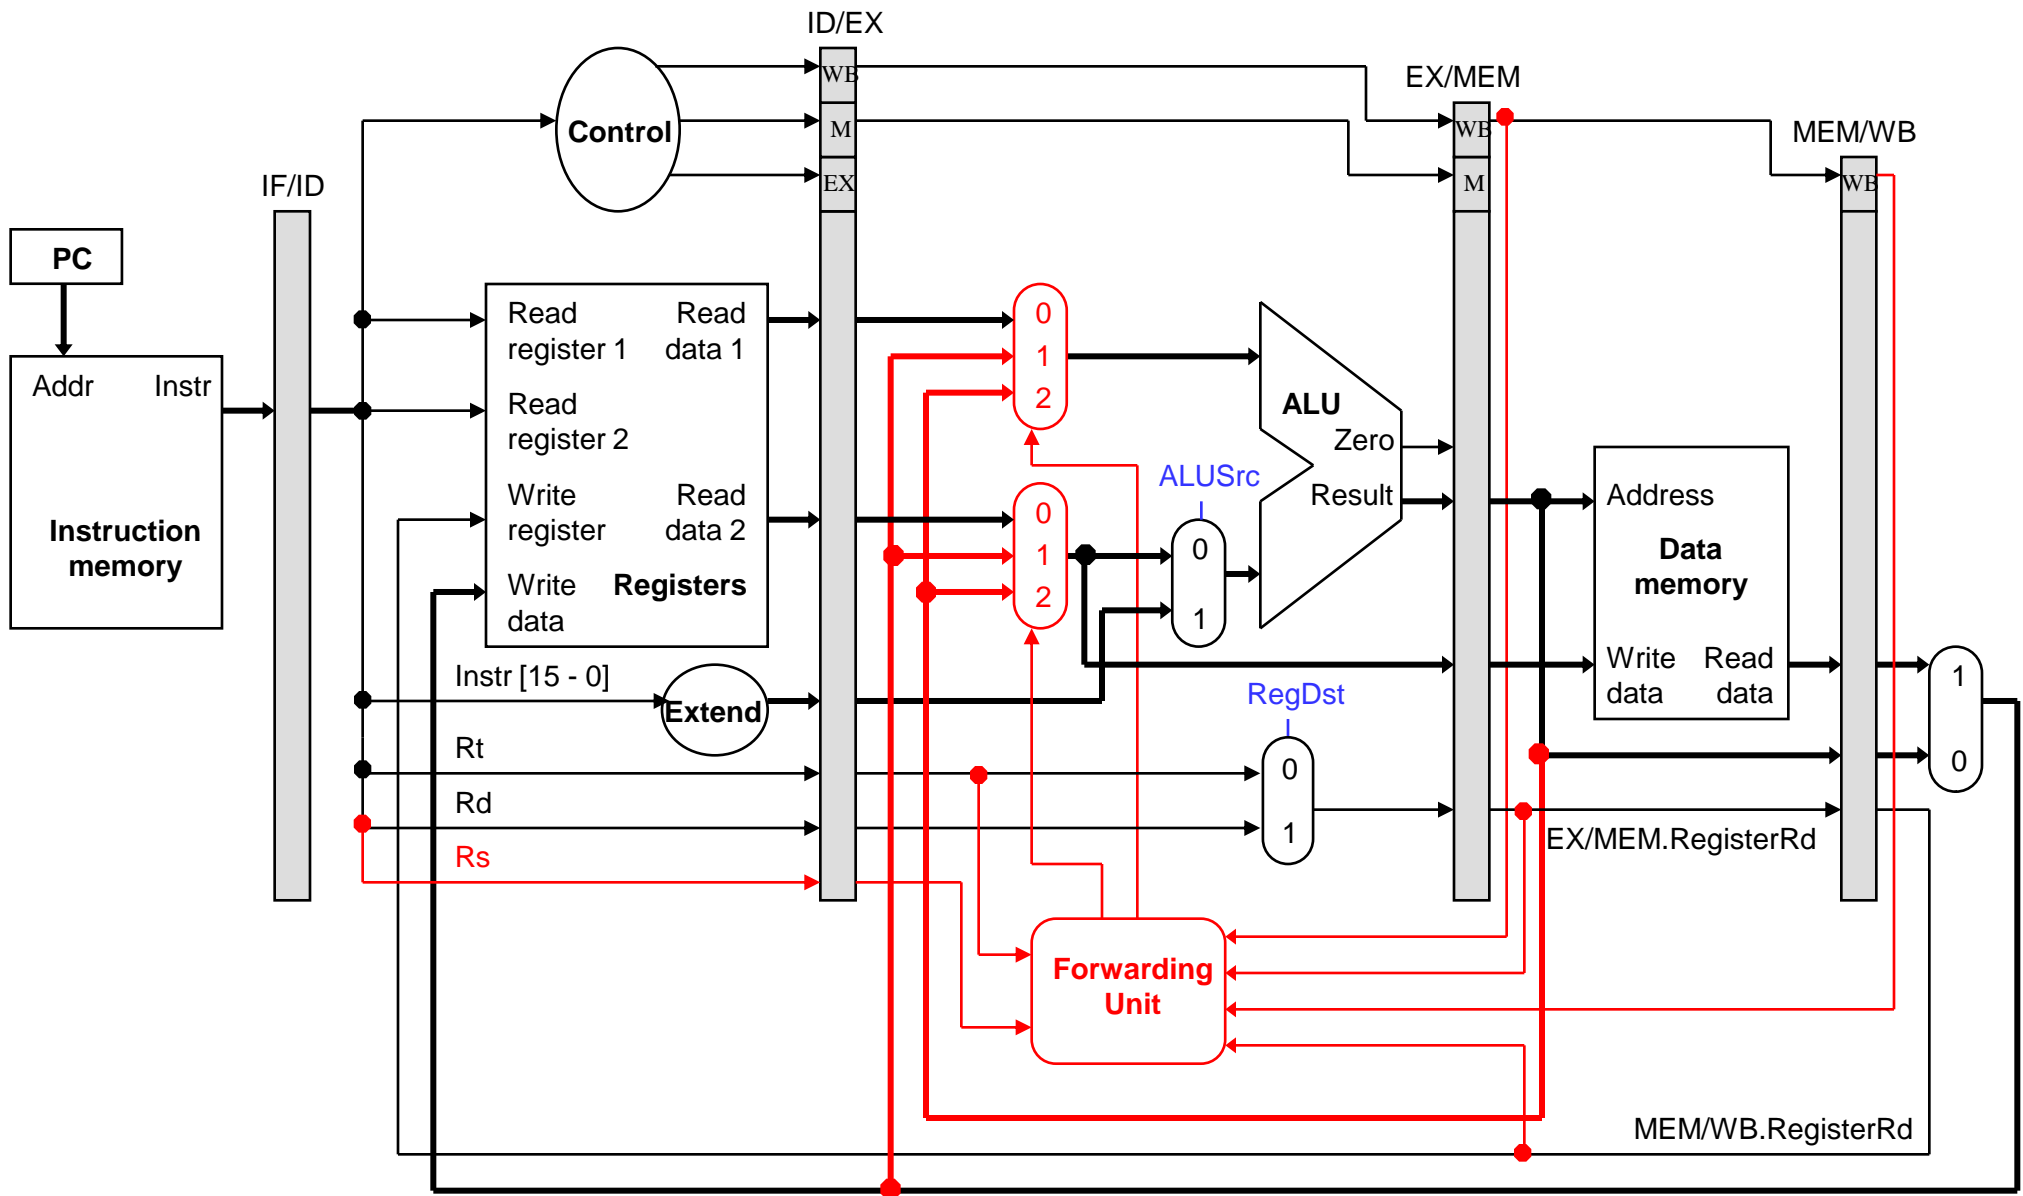 ID/EX
EX/MEM
MEM/WB
IF/ID
WB
M
EX
WB
M
WB
Control
PC
Addr Instr
Instruction
memory
Read
register 1
Read
data 1
Read
register 2
Write
register
Read
data 2
Write
data
Registers
0
1
2
0
1
2
ALUSrc
0
1
ALU
Zero
Result
Address
Data
memory
Write
data
Read
data
1
0
Instr [15 - 0]
Extend
RegDst
0
1
Rt
Rd
Rs
EX/MEM.RegisterRd
Forwarding
Unit
MEM/WB.RegisterRd